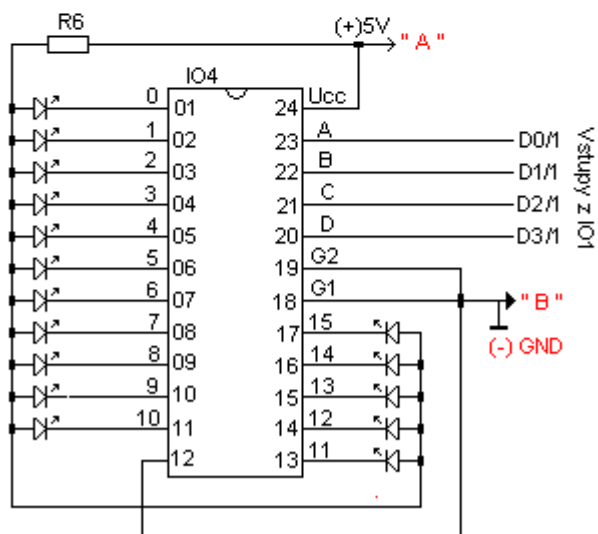 R6
(+)5V
" A "
IO4
0 01 24 Ucc
1 02 23 A D0/1
2 03 22 B D1/1
3 04 21 C D2/1
4 05 20 D D3/1
5 06 19 G2
6 07 18 G1 " B "
7 08 17 15
8 09 16 14
9 10 15 13
10 11 14 12
12 13 11
(-) GND
Vstupy z IO1